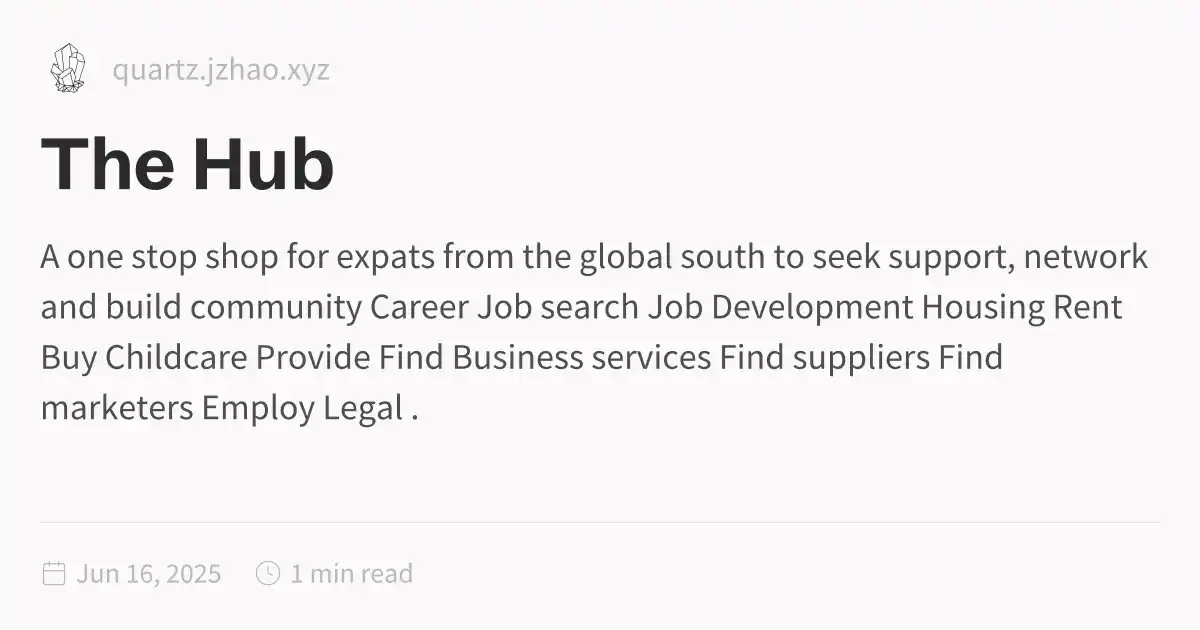 quartz.jzhao.xyz
The Hub
A one stop shop for expats from the global south to seek support, network
and build community Career Job search Job Development Housing Rent
Buy Childcare Provide Find Business services Find suppliers Find
marketers Employ Legal .
Jun 16, 2025 1 min read